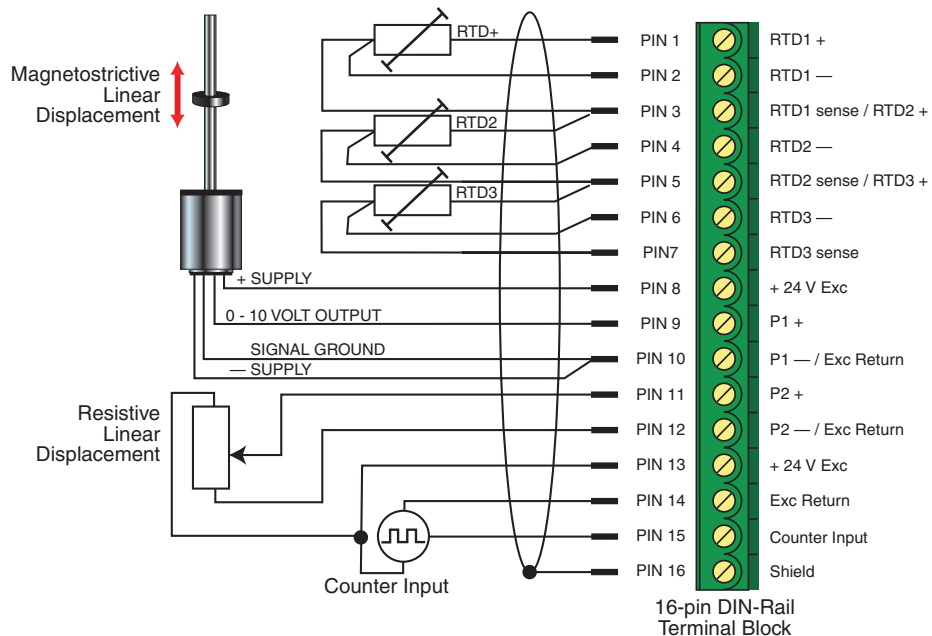 RTD+
PIN 1
RTD1 +
Magnetostrictive
Linear
Displacement
PIN 2
RTD1 —
PIN 3
RTD1 sense / RTD2 +
RTD2
PIN 4
RTD2 —
PIN 5
RTD2 sense / RTD3 +
RTD3
PIN 6
RTD3 —
PIN7
RTD3 sense
+ SUPPLY
PIN 8
+ 24 V Exc
0 - 10 VOLT OUTPUT
PIN 9
P1 +
SIGNAL GROUND
PIN 10
P1 — / Exc Return
— SUPPLY
PIN 11
P2 +
Resistive
Linear
Displacement
PIN 12
P2 — / Exc Return
PIN 13
+ 24 V Exc
PIN 14
Exc Return
PIN 15
Counter Input
Counter Input
PIN 16
Shield
16-pin DIN-Rail
Terminal Block